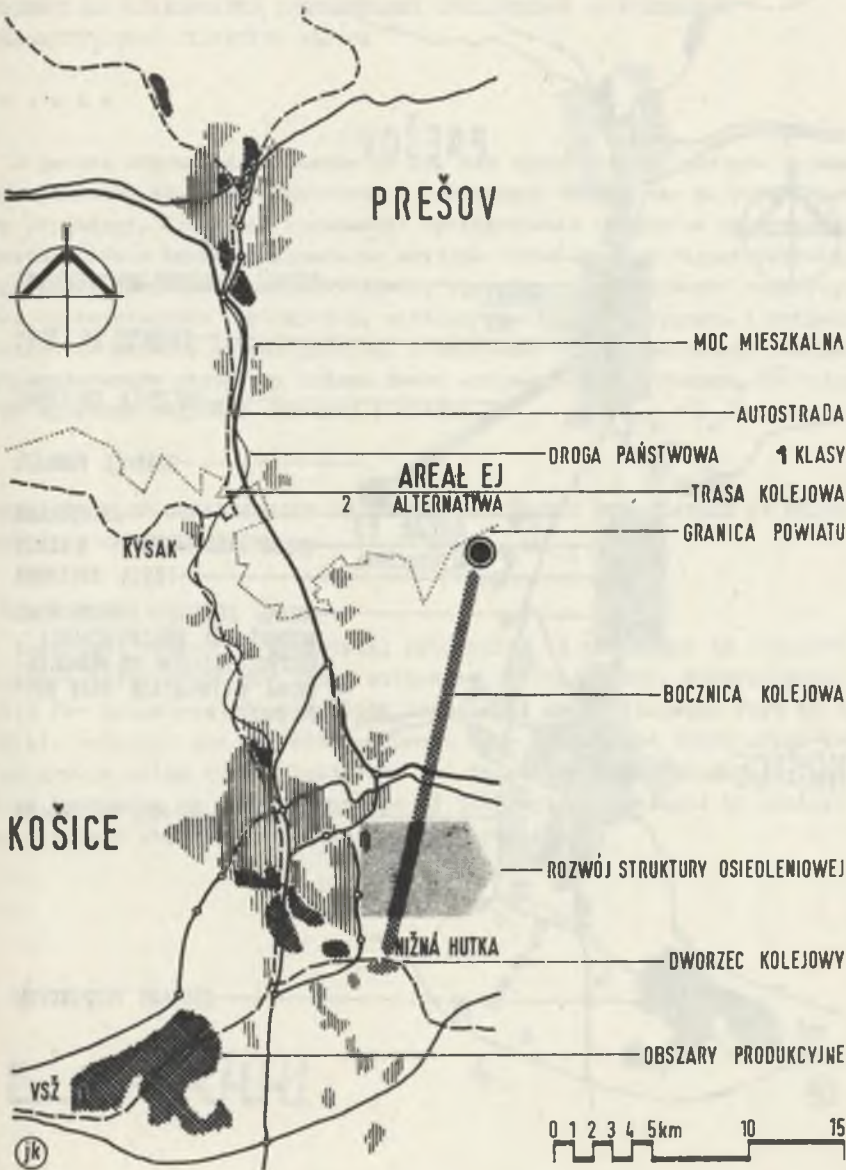 PREŠOV
MOC MIESZKALNA
AUTOSTRADA
DROGA PAŃSTWOWA 1 KLASY
AREAŁ EJ
2 ALTERNATIWA
TRASA KOLEJOWA
GRANICA POWIATU
KYSAK
BOCZNICA KOLEJOWA
KOŠICE
ROZWÓJ STRUKTURY OSIEDLENIOWEJ
NIŽNÁ HUTKA
DWORZEC KOLEJOWY
OBSZARY PRODUKCYJNE
VSŽ
jk
0 1 2 3 4 5km 10 15